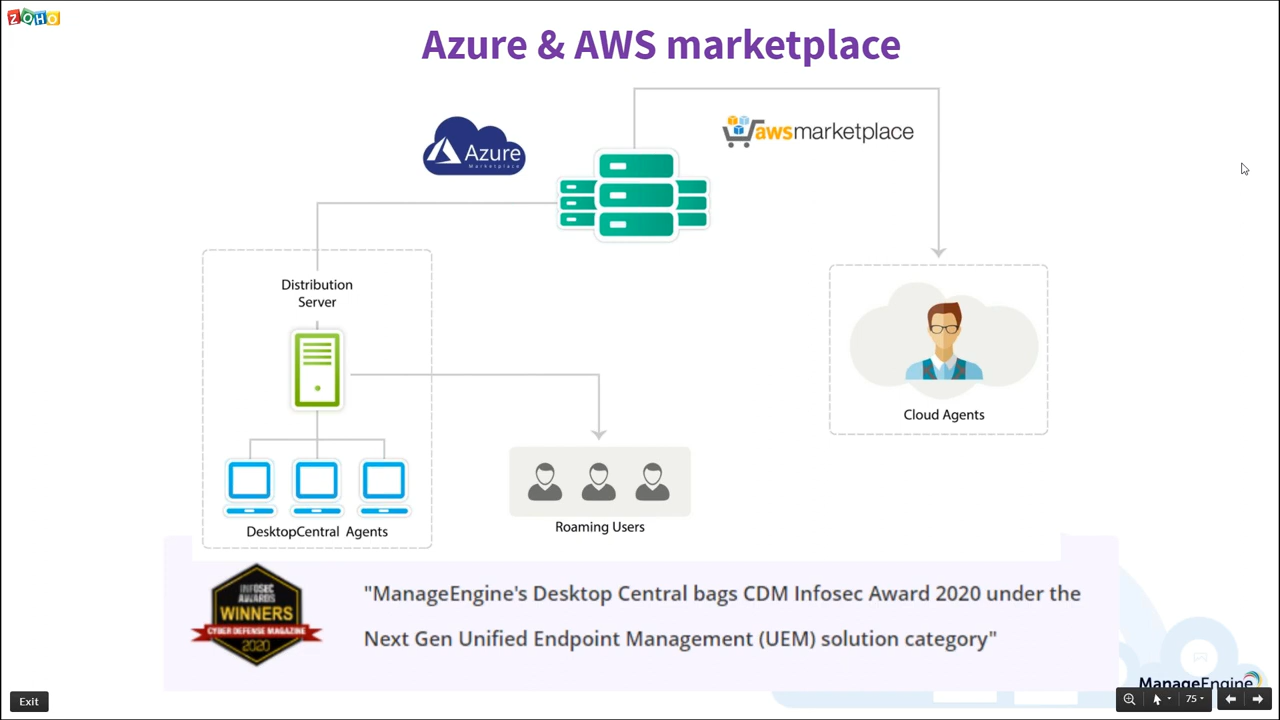 ZOHO
Azure & AWS marketplace
Azure
Marketplace
awsmarketplace
Distribution
Server
Cloud Agents
DesktopCentral Agents
Roaming Users
INFOSEC
AWARDS
WINNERS
CYBER DEFENSE MAGAZINE
2020
"ManageEngine's Desktop Central bags CDM Infosec Award 2020 under the
Next Gen Unified Endpoint Management (UEM) solution category"
ManageEngine
Exit
75